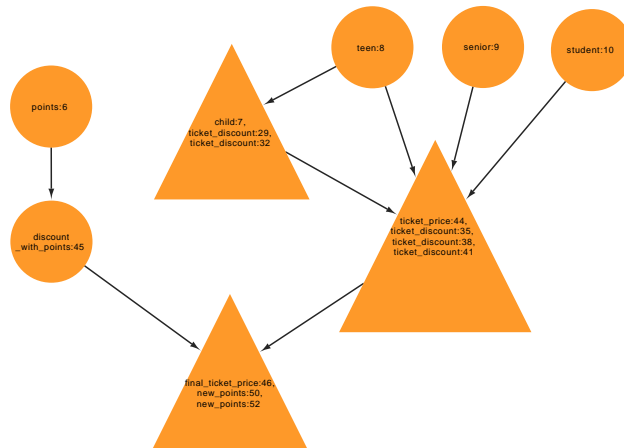 teen:8
senior:9
student:10
points:6
child:7,
ticket_discount:29,
ticket_discount:32
ticket_price:44,
ticket_discount:35,
ticket_discount:38,
ticket_discount:41
discount
_with_points:45
final_ticket_price:46,
new_points:50,
new_points:52